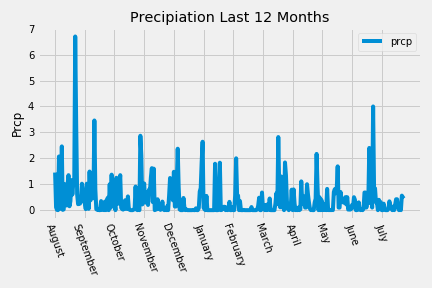 Precipiation Last 12 Months
prcp
Prcp
7
6
5
4
3
2
1
0
August
September
October
November
December
January
February
March
April
May
June
July